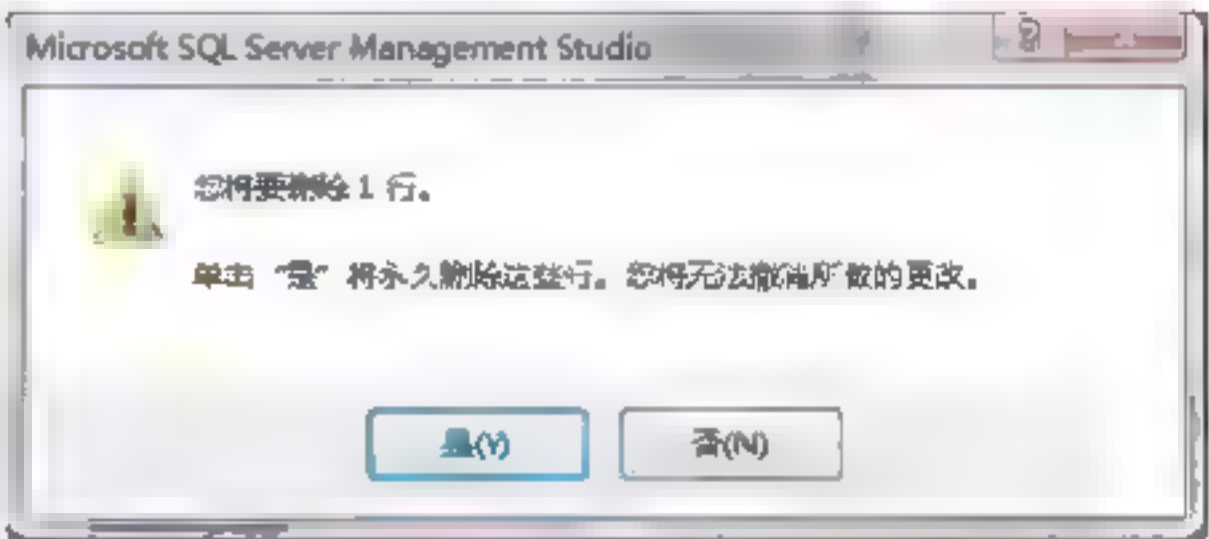 Microsoft SQL Server Management Studio
您将要删除 1 行。
单击 “是” 将永久删除这些行。您将无法撤消所做的更改。
是(Y)
否(N)